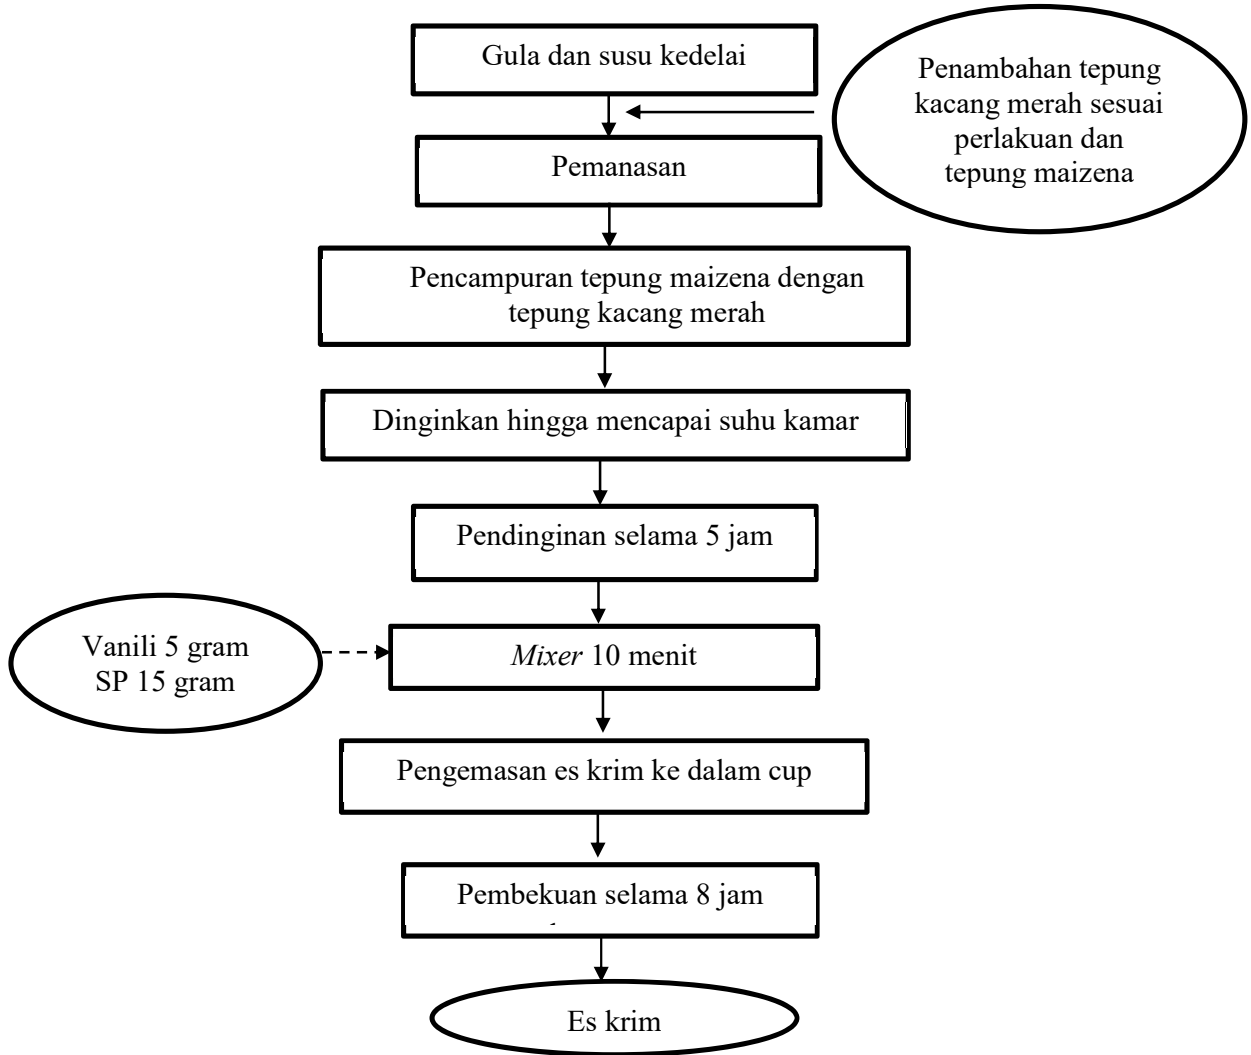 Gula dan susu kedelai
Penambahan tepung
kacang merah sesuai
perlakuan dan
tepung maizena
Pemanasan
Pencampuran tepung maizena dengan
tepung kacang merah
Dinginkan hingga mencapai suhu kamar
Pendinginan selama 5 jam
Vanili 5 gram
SP 15 gram
Mixer 10 menit
Pengemasan es krim ke dalam cup
Pembekuan selama 8 jam
Es krim